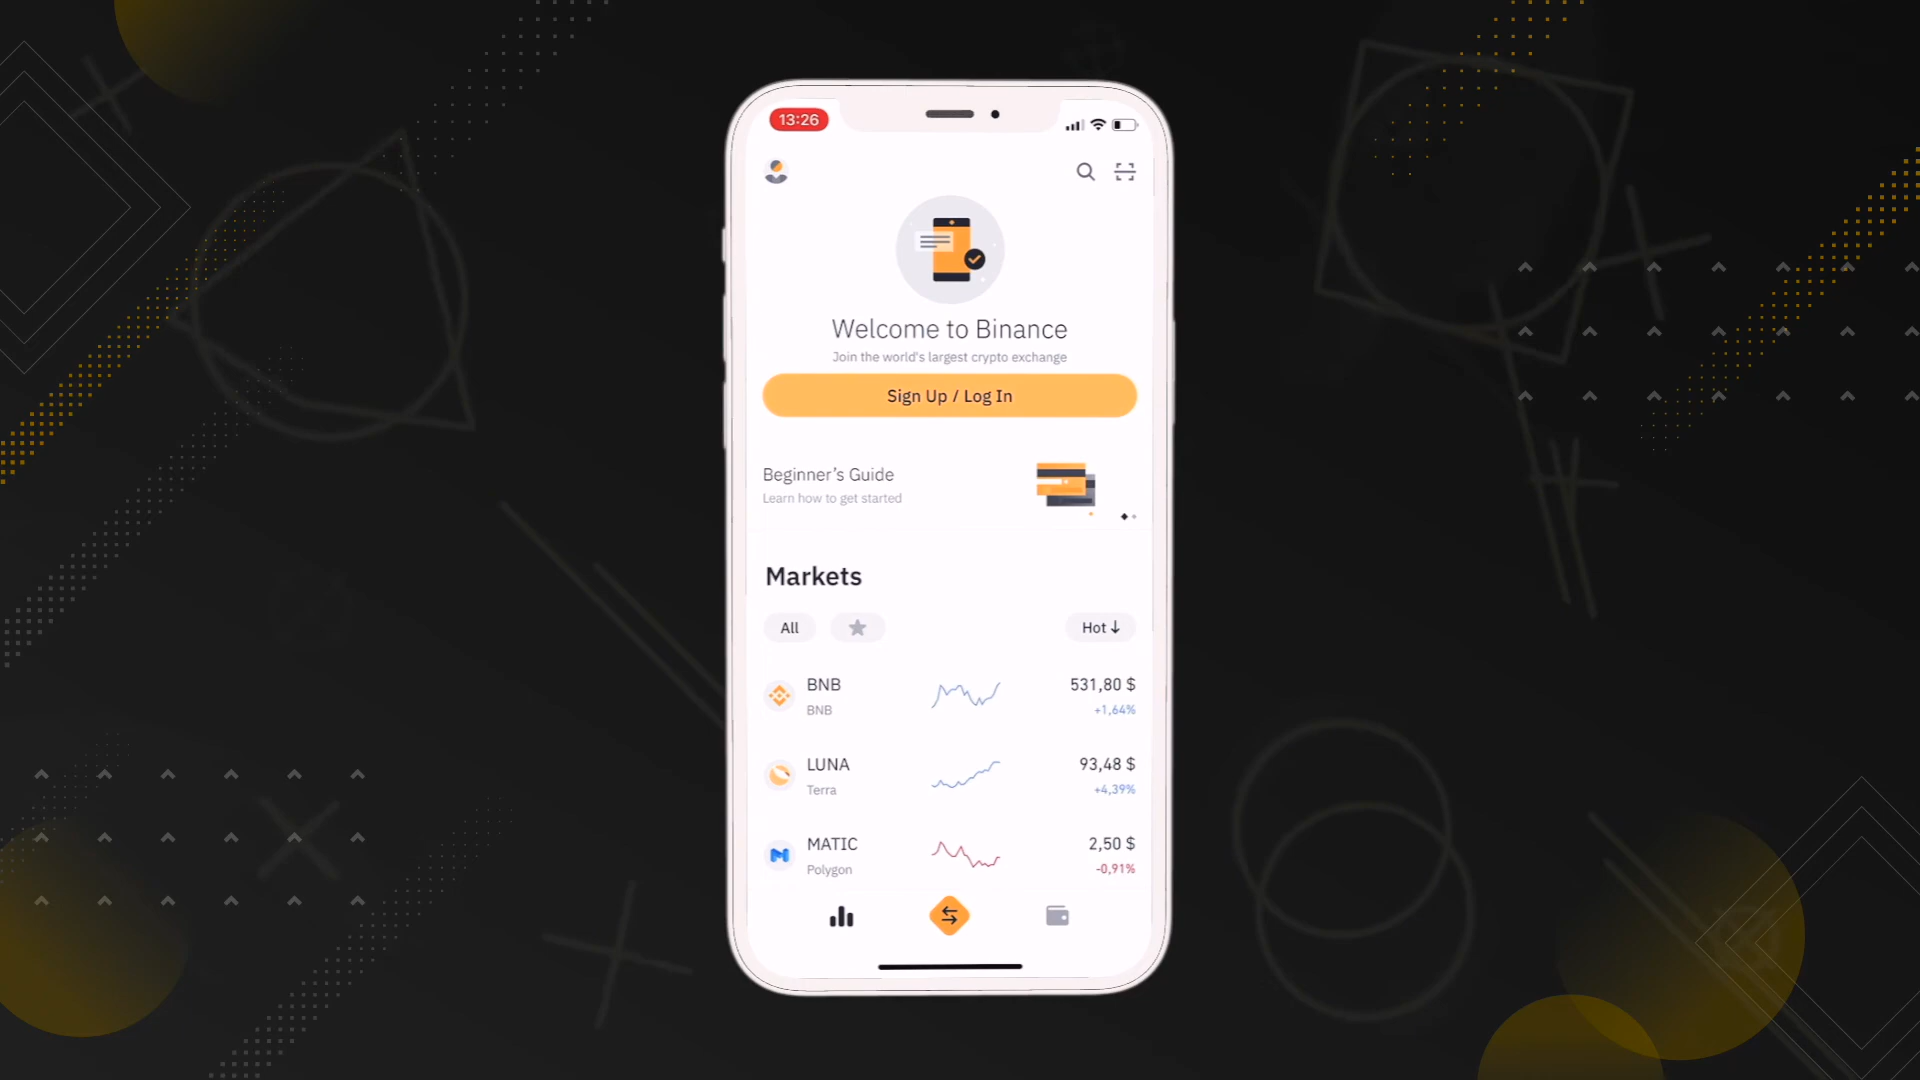 13:26
Welcome to Binance
Join the world's largest crypto exchange
Sign Up / Log In
Beginner’s Guide
Learn how to get started
Markets
All
Hot ↓
BNB
531,80 $
BNB
+1,64%
LUNA
93,48 $
Terra
+4,39%
MATIC
2,50 $
Polygon
-0,91%